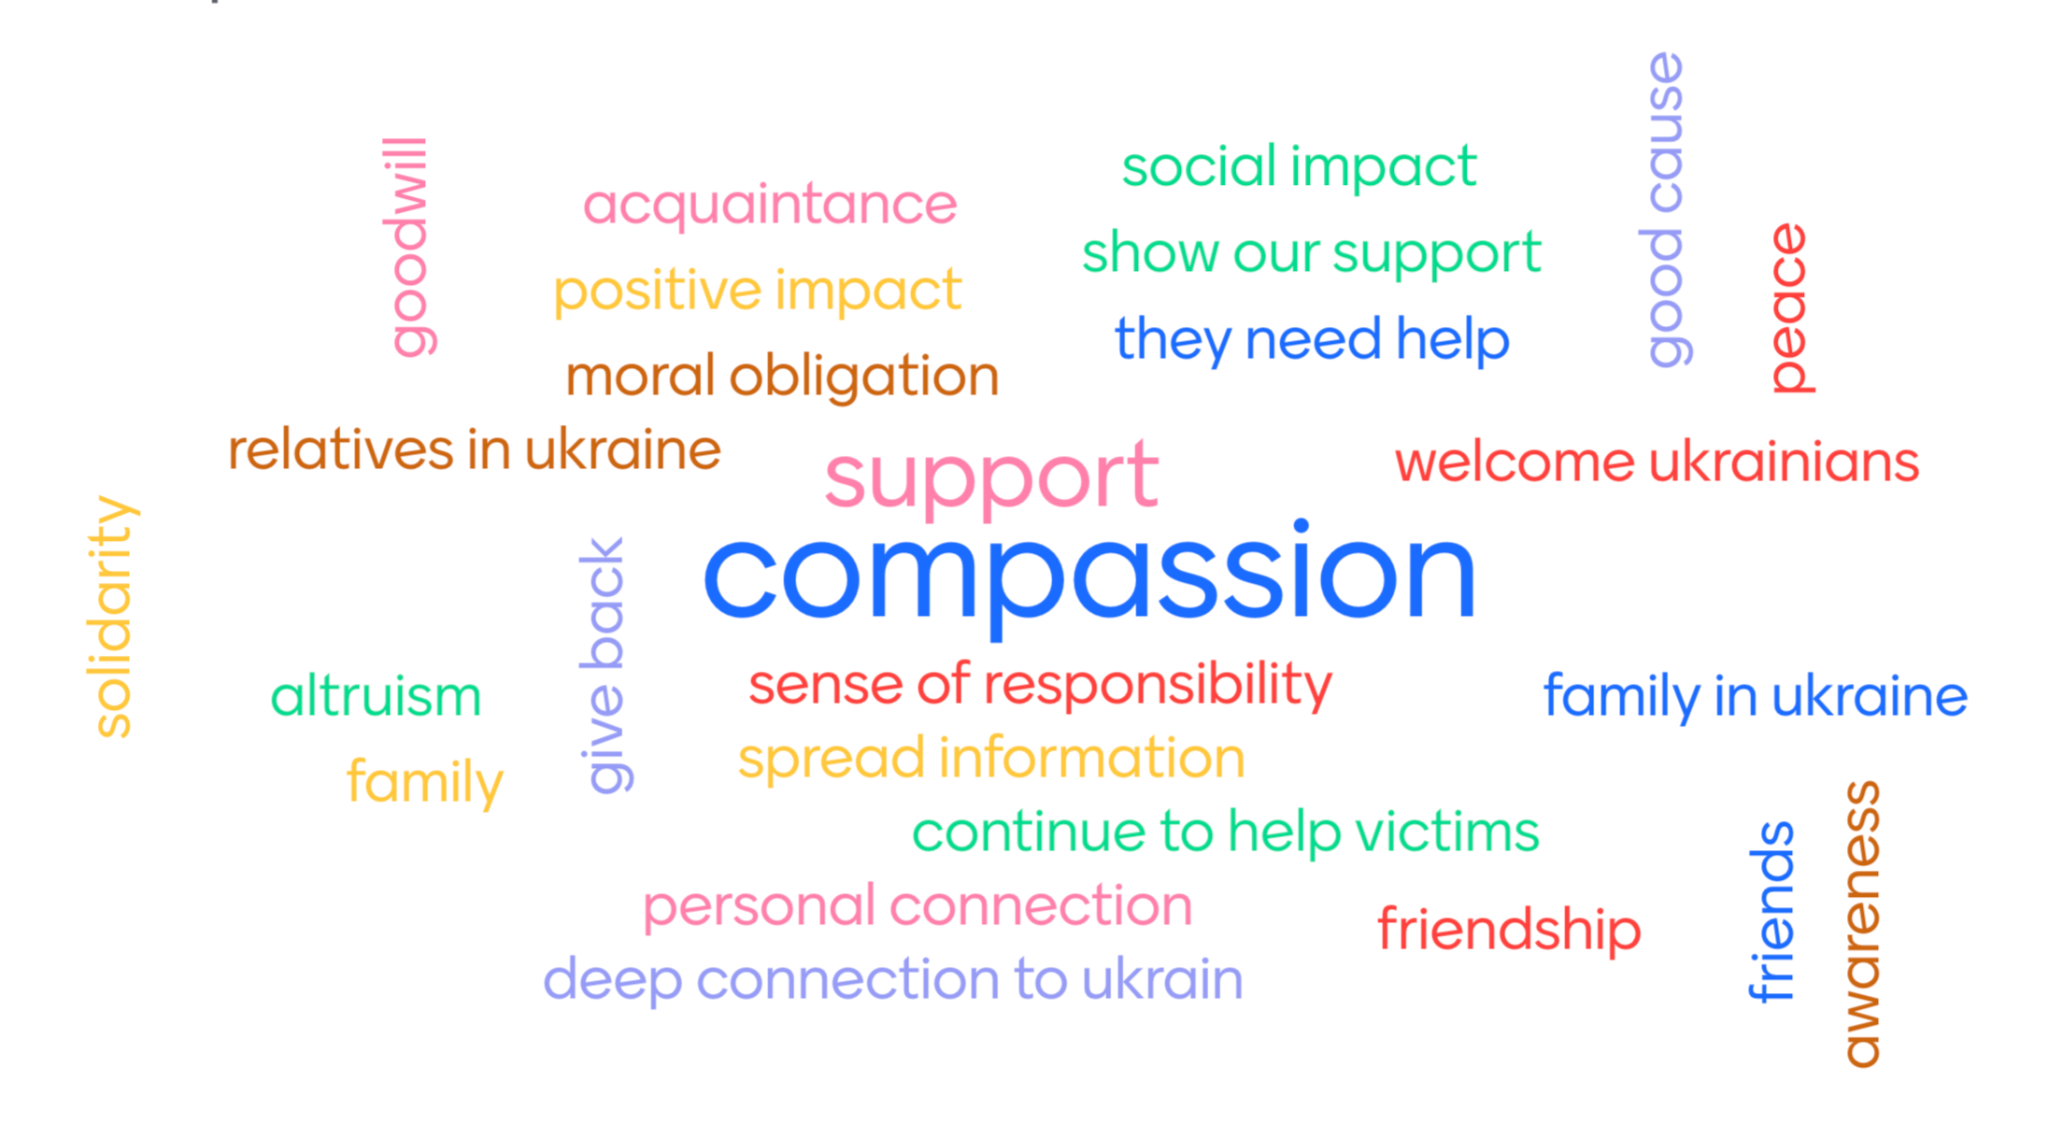 good cause
goodwill
social impact
acquaintance
show our support
peace
positive impact
they need help
moral obligation
relatives in ukraine
support
welcome ukrainians
solidarity
give back
compassion
altruism
sense of responsibility
family in ukraine
family
spread information
continue to help victims
friends
awareness
personal connection
friendship
deep connection to ukrain